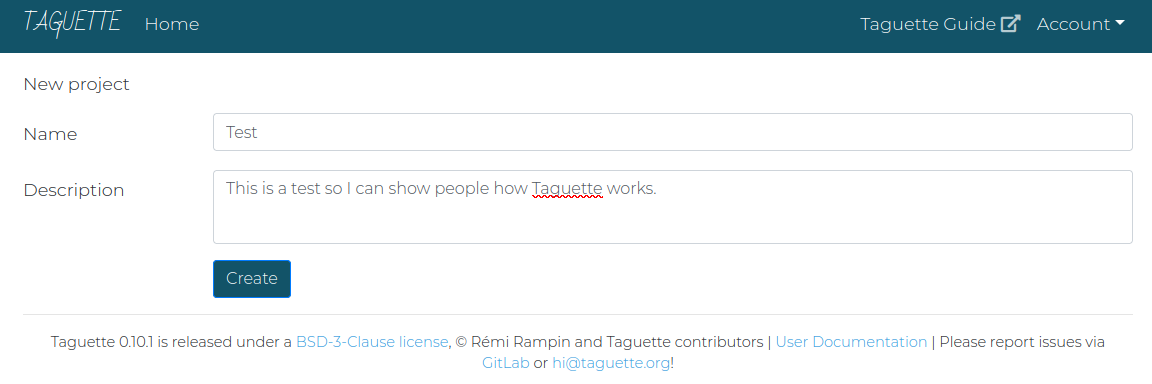 TAGUETTE Home Taguette Guide Account
New project
Name Test
Description This is a test so I can show people how Taguette works.
Create
Taguette 0.10.1 is released under a BSD-3-Clause license, © Rémi Rampin and Taguette contributors | User Documentation | Please report issues via
GitLab or hi@taguette.org!